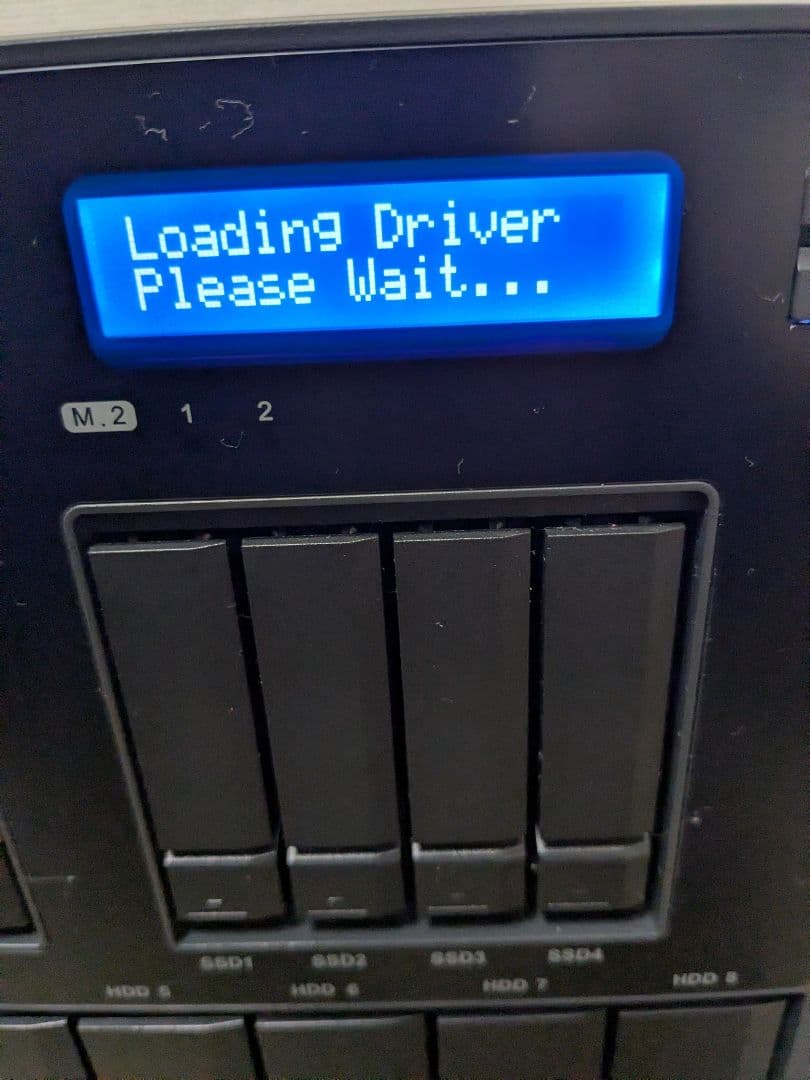 Loading Driver
Please Wait...
M.2 1 2
SSD1 SSD2 SSD3 SSD4
HDD 5 HDD 6 HDD 7 HDD 8